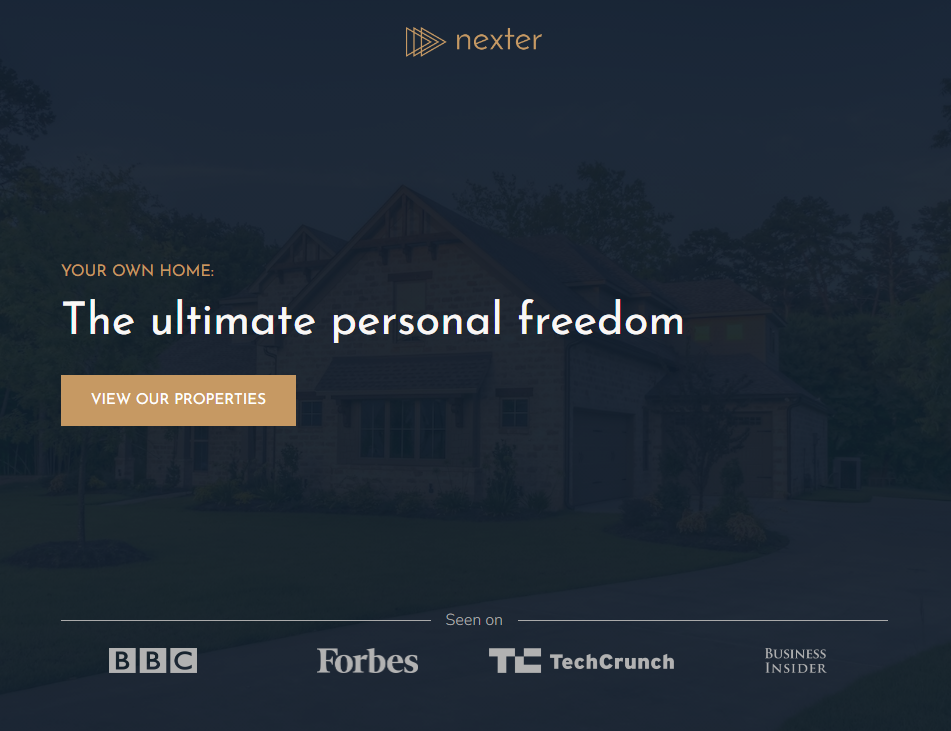 nexter
YOUR OWN HOME:
The ultimate personal freedom
VIEW OUR PROPERTIES
Seen on
BBC
Forbes
TC TechCrunch
BUSINESS
INSIDER